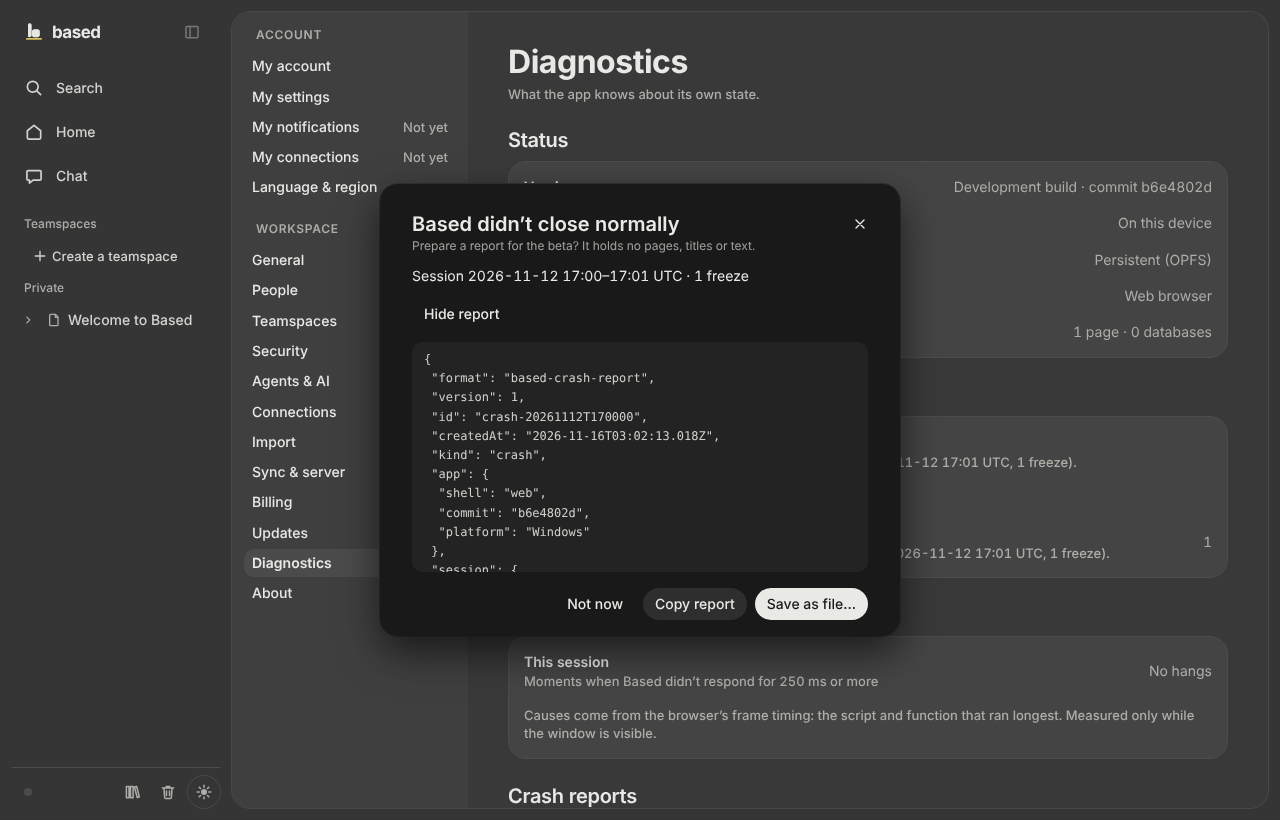 based
Search
Home
Chat
Teamspaces
Create a teamspace
Private
Welcome to Based
ACCOUNT
My account
My settings
My notifications Not yet
My connections Not yet
Language & region
WORKSPACE
General
People
Teamspaces
Security
Agents & AI
Connections
Import
Sync & server
Billing
Updates
Diagnostics
About
Diagnostics
What the app knows about its own state.
Status
Development build · commit b6e4802d
On this device
Persistent (OPFS)
Web browser
1 page · 0 databases
Based didn’t close normally
Prepare a report for the beta? It holds no pages, titles or text.
Session 2026-11-12 17:00–17:01 UTC · 1 freeze
Hide report
{
"format": "based-crash-report",
"version": 1,
"id": "crash-20261112T170000",
"createdAt": "2026-11-16T03:02:13.018Z",
"kind": "crash",
"app": {
"shell": "web",
"commit": "b6e4802d",
"platform": "Windows"
},
"session": {
Not now
Copy report
Save as file...
11-12 17:01 UTC, 1 freeze).
026-11-12 17:01 UTC, 1 freeze).
1
This session
Moments when Based didn’t respond for 250 ms or more
No hangs
Causes come from the browser’s frame timing: the script and function that ran longest. Measured only while
the window is visible.
Crash reports